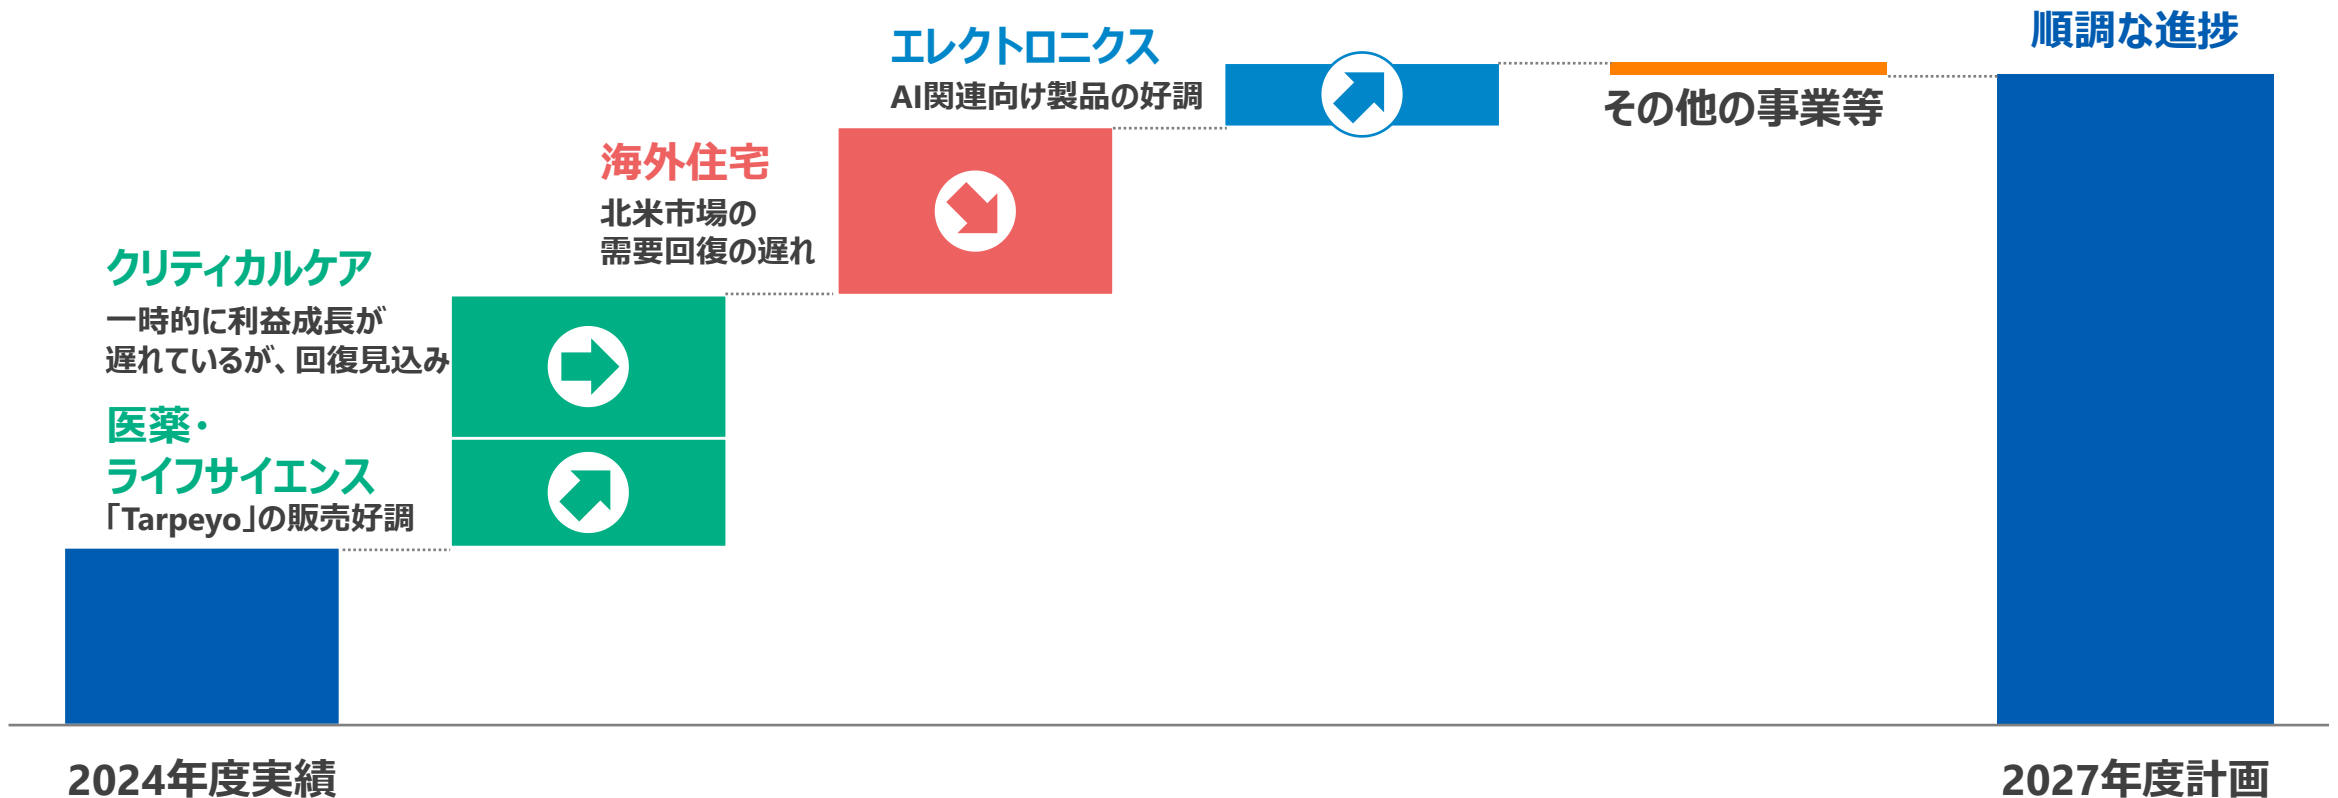 順調な進捗
エレクトロニクス
AI関連向け製品の好調
その他の事業等
海外住宅
北米市場の
需要回復の遅れ
クリティカルケア
一時的に利益成長が
遅れているが、回復見込み
医薬・
ライフサイエンス
「Tarpeyo」の販売好調
2024年度実績
2027年度計画